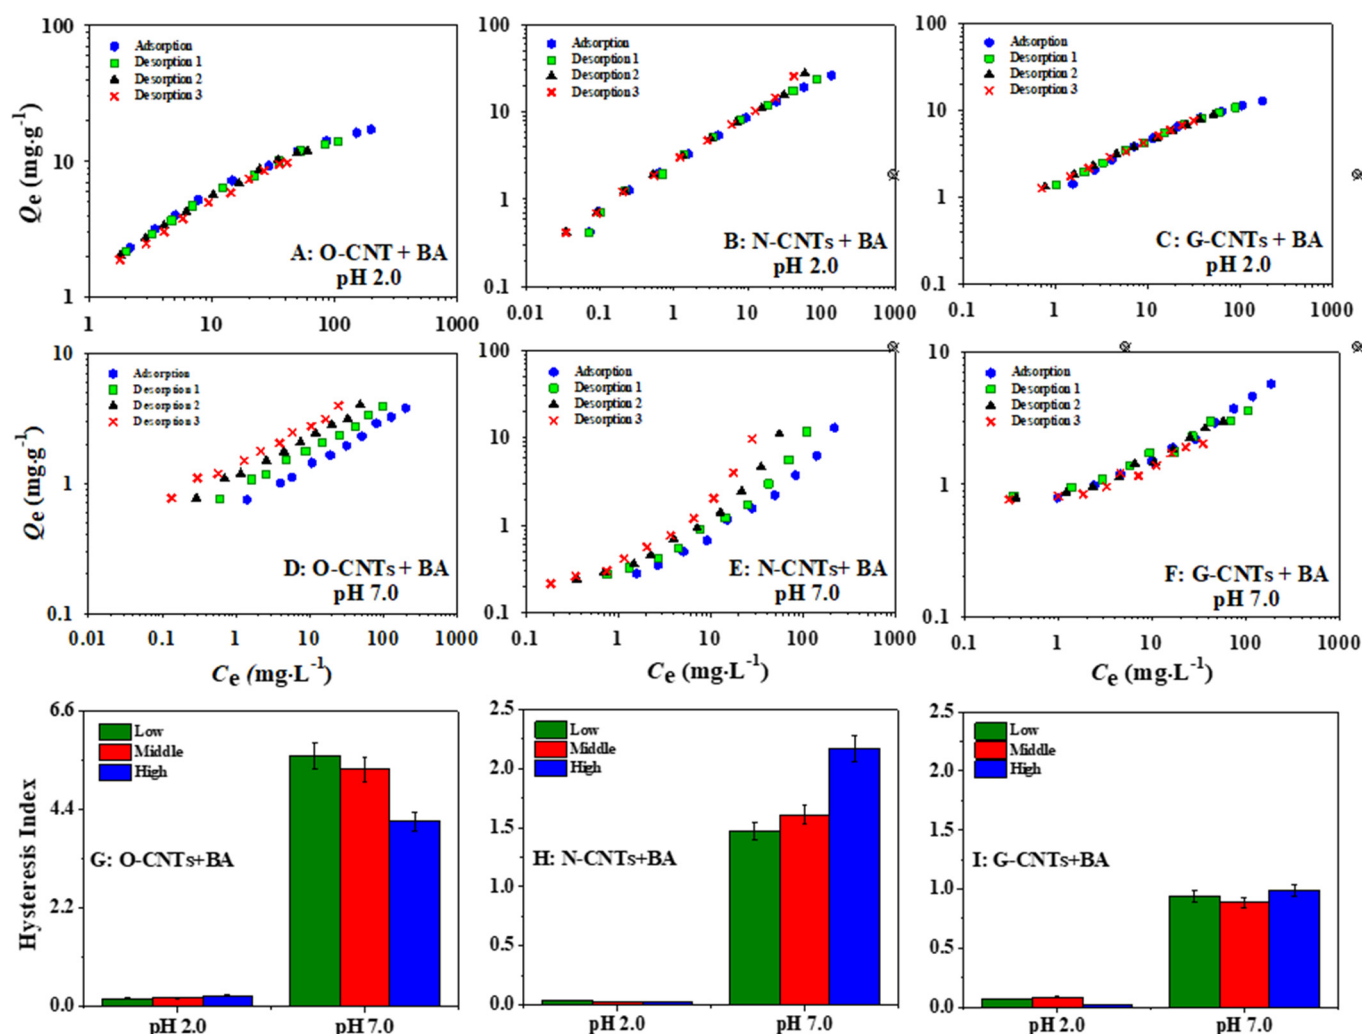 100
10
1
Qe (mg.g-1)
Adsorption
Desorption 1
Desorption 2
Desorption 3
A: O-CNT + BA
pH 2.0
1 10 100 1000
100
10
1
0.1
Adsorption
Desorption 1
Desorption 2
Desorption 3
B: N-CNTs + BA
pH 2.0
0.01 0.1 1 10 100 1000
100
10
1
0.1
Adsorption
Desorption 1
Desorption 2
Desorption 3
C: G-CNTs + BA
pH 2.0
0.1 1 10 100 1000
10
1
0.1
Qe (mg.g-1)
Adsorption
Desorption 1
Desorption 2
Desorption 3
D: O-CNTs + BA
pH 7.0
0.01 0.1 1 10 100 1000
Ce (mg·L-1)
100
10
1
0.1
Adsorption
Desorption 1
Desorption 2
Desorption 3
E: N-CNTs+ BA
pH 7.0
0.1 1 10 100 1000
Ce (mg·L-1)
10
1
0.1
Adsorption
Desorption 1
Desorption 2
Desorption 3
F: G-CNTs + BA
pH 7.0
0.1 1 10 100 1000
Ce (mg·L-1)
6.6
4.4
2.2
0.0
Hysteresis Index
Low
Middle
High
G: O-CNTs+BA
pH 2.0 pH 7.0
2.5
2.0
1.5
1.0
0.5
0.0
Low
Middle
High
H: N-CNTs+BA
pH 2.0 pH 7.0
2.5
2.0
1.5
1.0
0.5
0.0
Low
Middle
High
I: G-CNTs+BA
pH 2.0 pH 7.0